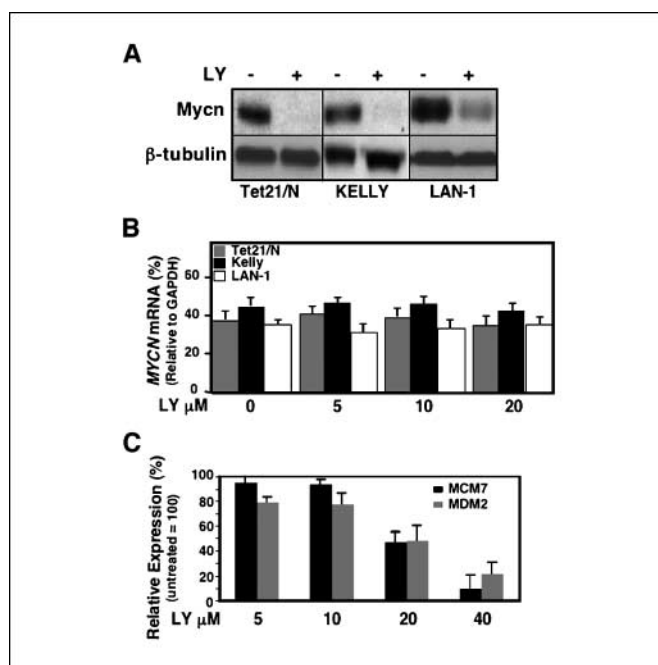 A
LY - + - + - +
Mycn
β-tubulin
Tet21/N KELLY LAN-1
B
Tet21/N
Kelly
LAN-1
MYCN mRNA (%)
(Relative to GAPDH)
60
40
20
0
LY µM 0 5 10 20
C
Relative Expression (%)
(untreated = 100)
100
80
60
40
20
0
MCM7
MDM2
LY µM 5 10 20 40